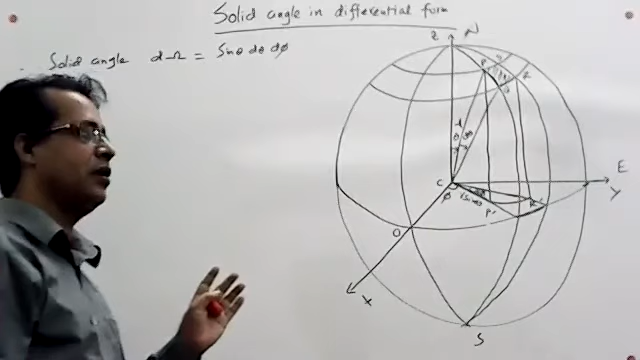 Solid angle in differential form
Solid angle dΩ = Sinθ dθ dϕ
Z N
E
Y
C
O
X
P'
S